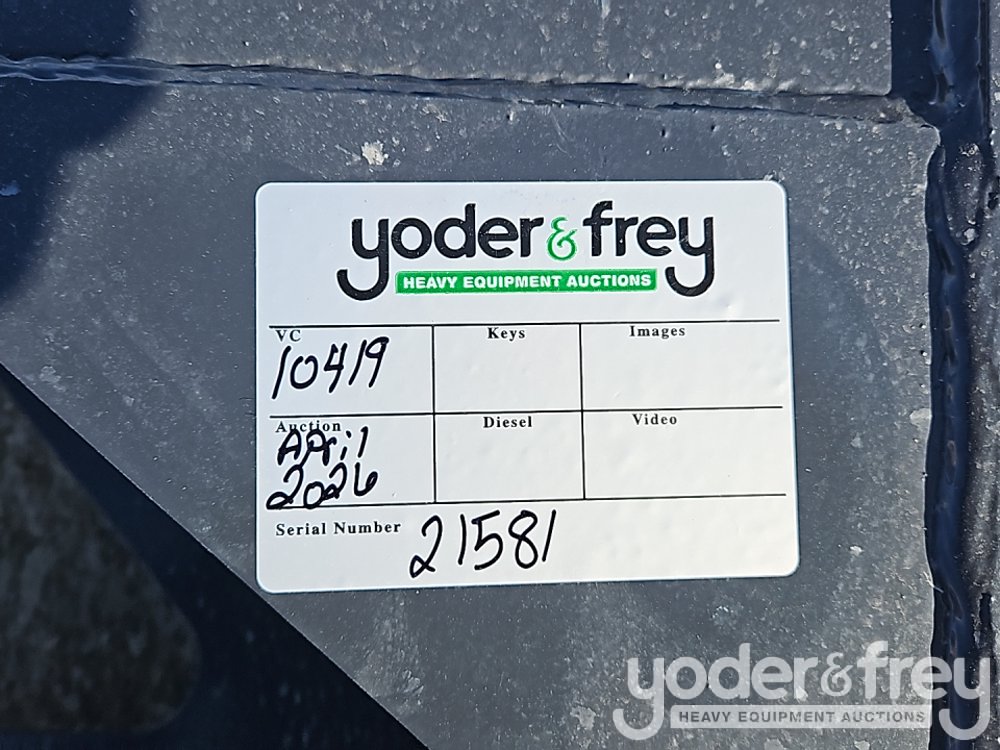 yoder & frey
HEAVY EQUIPMENT AUCTIONS
VC Keys Images
10419
Auction Diesel Video
April
2026
Serial Number 21581
yoder & frey
HEAVY EQUIPMENT AUCTIONS